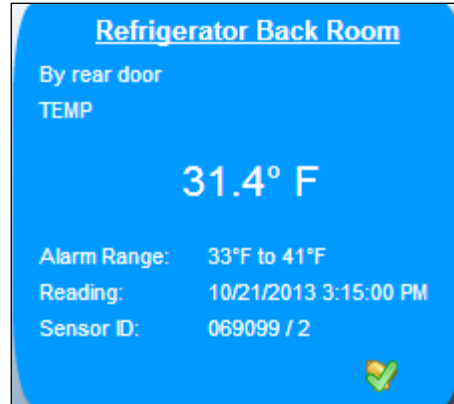 Refrigerator Back Room
By rear door
TEMP
31.4° F
Alarm Range: 33°F to 41°F
Reading: 10/21/2013 3:15:00 PM
Sensor ID: 069099 / 2